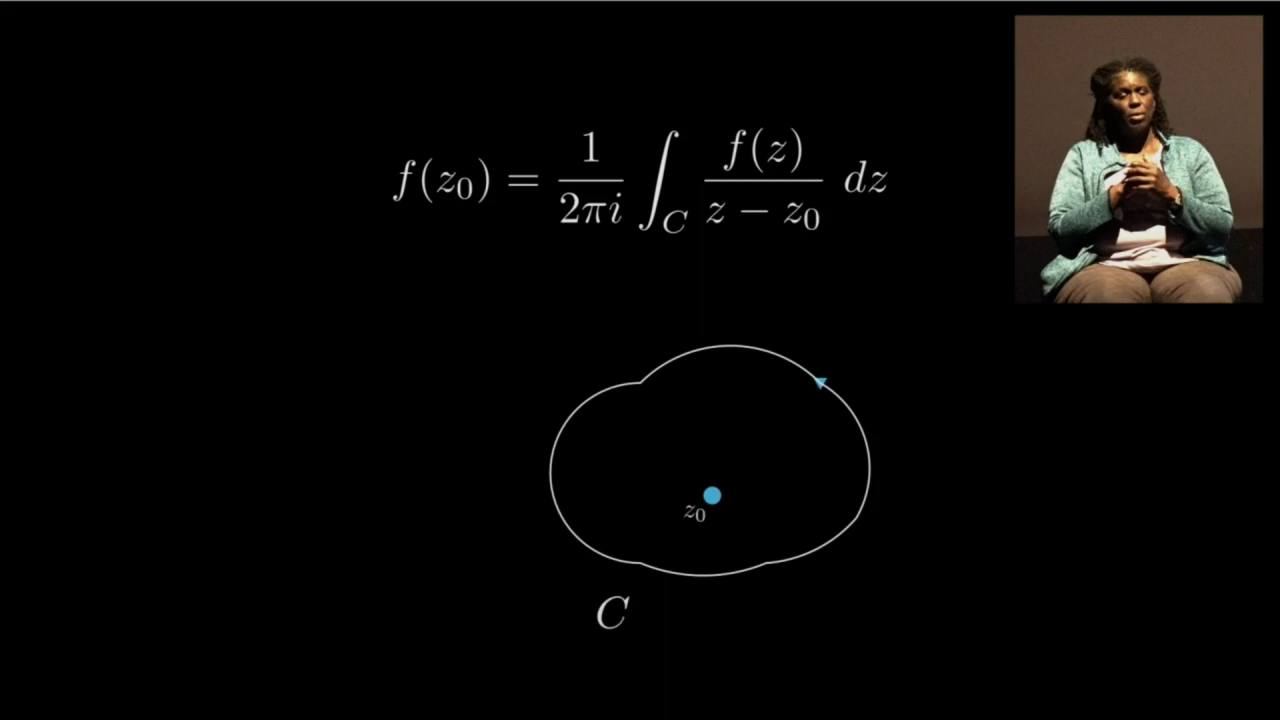 f(z₀) = 1/(2πi) ∫_C f(z)/(z − z₀) dz
z₀
C